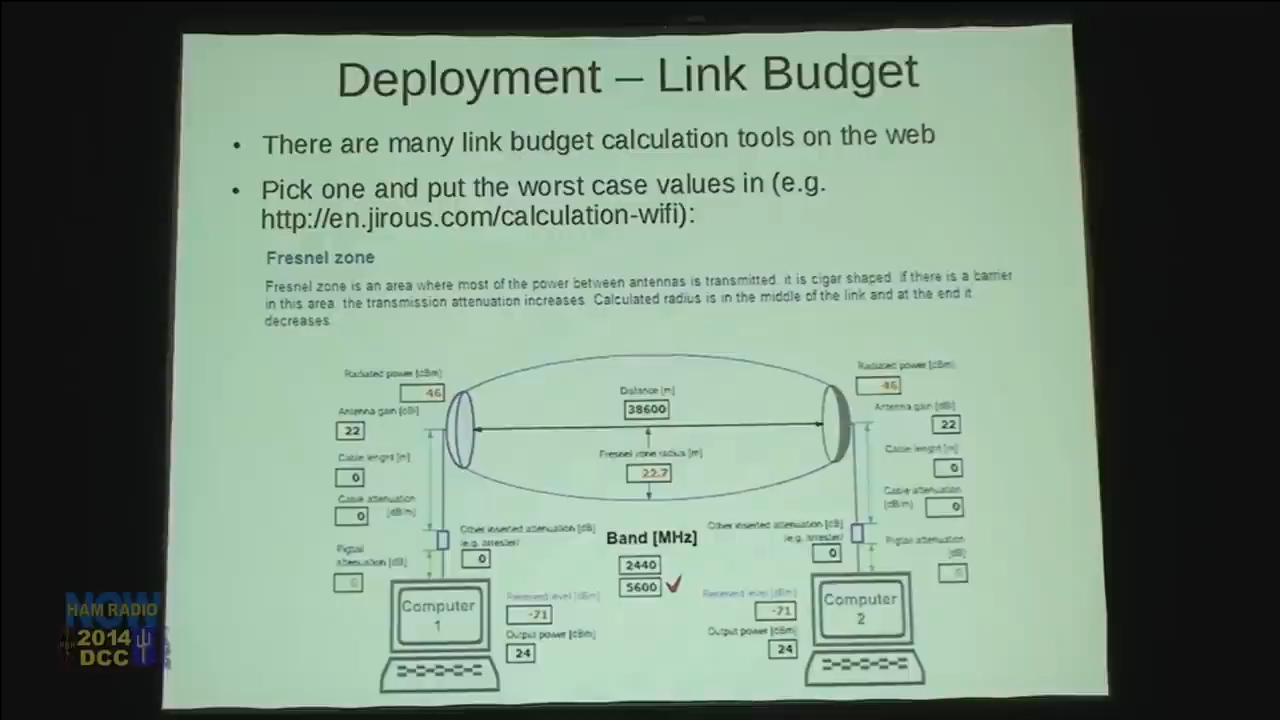 Deployment – Link Budget
• There are many link budget calculation tools on the web
• Pick one and put the worst case values in (e.g.
http://en.jirous.com/calculation-wifi):
Fresnel zone
Fresnel zone is an area where most of the power between antennas is transmitted, it is cigar shaped. If there is a barrier
in this area, the transmission attenuation increases. Calculated radius is in the middle of the link and at the end it
decreases.
Radiated power [dBm]
46
Antenna gain [dBi]
22
Cable lenght [m]
0
Cable attenuation
[dB/m]
0
Pigtail
attenuation [dB]
Distance [m]
38600
Fresnel zone radius [m]
22.7
Radiated power [dBm]
46
Antenna gain [dBi]
22
Cable lenght [m]
0
Cable attenuation
[dB/m]
0
Pigtail attenuation
[dB]
Other inserted attenuation [dB]
(e.g. arrester)
0
Band [MHz]
2440
5600
Other inserted attenuation [dB]
(e.g. arrester)
0
Computer
1
Received level [dBm]
-71
Output power [dBm]
24
Received level [dBm]
-71
Output power [dBm]
24
Computer
2
NOW
HAM RADIO
2014
DCC